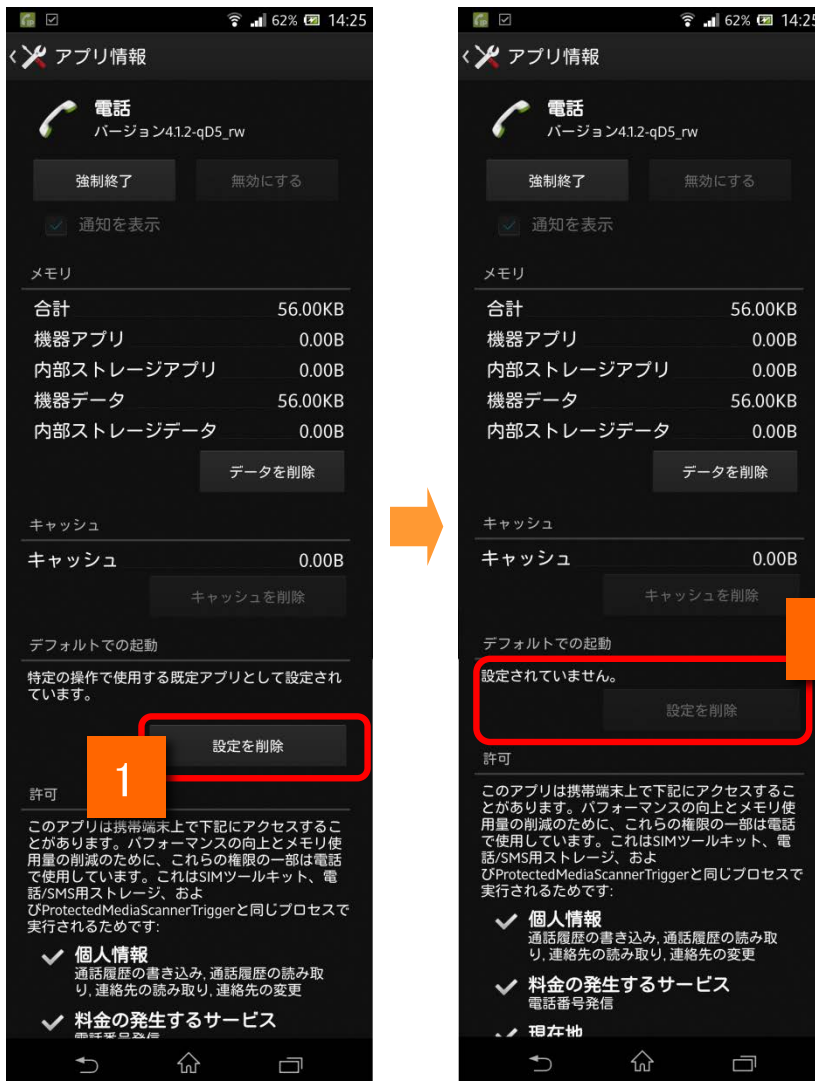 62% 14:25
アプリ情報
電話
バージョン4.1.2-qD5_rw
強制終了
無効にする
通知を表示
メモリ
合計 56.00KB
機器アプリ 0.00B
内部ストレージアプリ 0.00B
機器データ 56.00KB
内部ストレージデータ 0.00B
データを削除
キャッシュ
キャッシュ 0.00B
キャッシュを削除
デフォルトでの起動
特定の操作で使用する既定アプリとして設定され
ています。
設定を削除
1
許可
このアプリは携帯端末上で下記にアクセスするこ
とがあります。パフォーマンスの向上とメモリ使
用量の削減のために、これらの権限の一部は電話
で使用しています。これはSIMツールキット、電
話/SMS用ストレージ、およ
びProtectedMediaScannerTriggerと同じプロセスで
実行されるためです:
個人情報
通話履歴の書き込み, 通話履歴の読み取
り, 連絡先の読み取り, 連絡先の変更
料金の発生するサービス
電話番号発信
62% 14:25
アプリ情報
電話
バージョン4.1.2-qD5_rw
強制終了
無効にする
通知を表示
メモリ
合計 56.00KB
機器アプリ 0.00B
内部ストレージアプリ 0.00B
機器データ 56.00KB
内部ストレージデータ 0.00B
データを削除
キャッシュ
キャッシュ 0.00B
キャッシュを削除
デフォルトでの起動
設定されていません。
設定を削除
許可
このアプリは携帯端末上で下記にアクセスするこ
とがあります。パフォーマンスの向上とメモリ使
用量の削減のために、これらの権限の一部は電話
で使用しています。これはSIMツールキット、電
話/SMS用ストレージ、およ
びProtectedMediaScannerTriggerと同じプロセスで
実行されるためです:
個人情報
通話履歴の書き込み, 通話履歴の読み取
り, 連絡先の読み取り, 連絡先の変更
料金の発生するサービス
電話番号発信
現在地